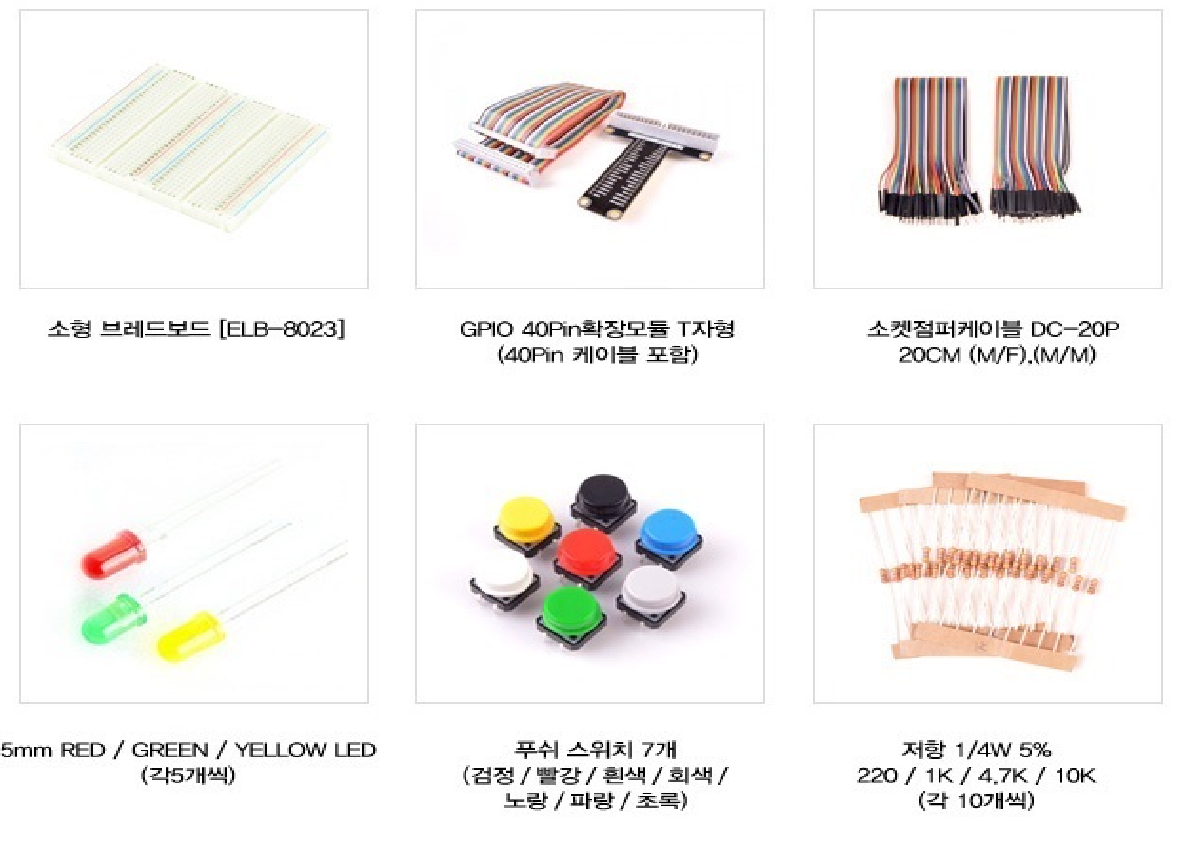 소형 브레드보드 [ELB-8023]
GPIO 40Pin확장모듈 T자형
(40Pin 케이블 포함)
소켓점퍼케이블 DC-20P
20CM (M/F),(M/M)
5mm RED / GREEN / YELLOW LED
(각5개씩)
푸쉬 스위치 7개
(검정 / 빨강 / 흰색 / 회색 /
노랑 / 파랑 / 초록)
저항 1/4W 5%
220 / 1K / 4.7K / 10K
(각 10개씩)